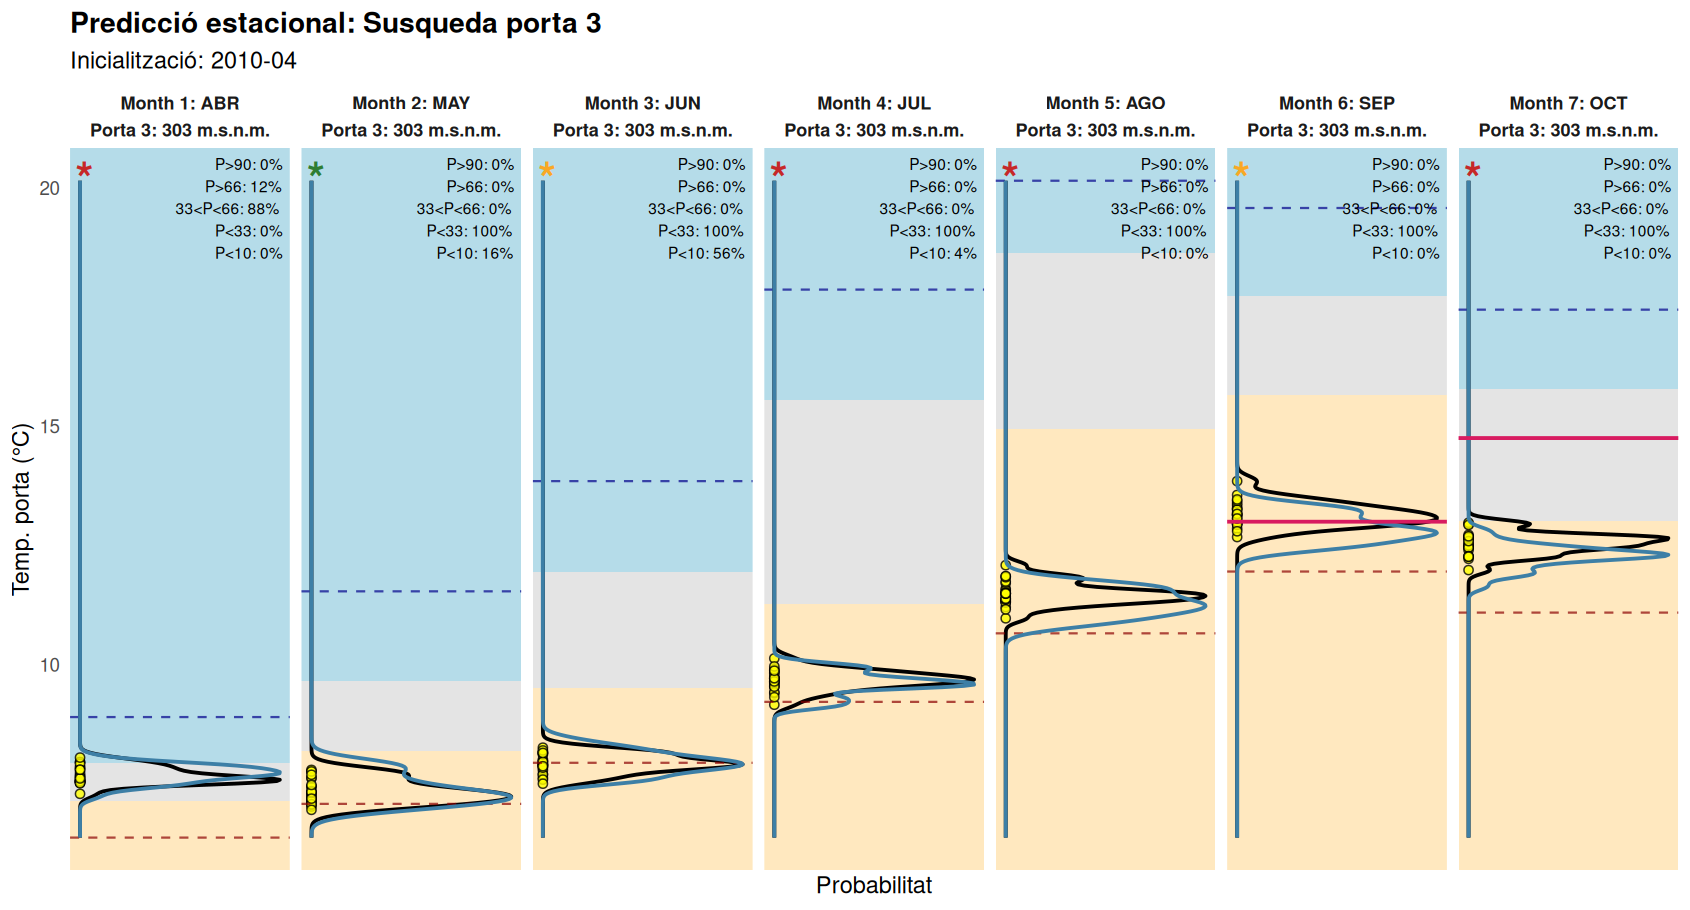 Predicció estacional: Susqueda porta 3
Inicialització: 2010-04
Month 1: ABR
Porta 3: 303 m.s.n.m.
Month 2: MAY
Porta 3: 303 m.s.n.m.
Month 3: JUN
Porta 3: 303 m.s.n.m.
Month 4: JUL
Porta 3: 303 m.s.n.m.
Month 5: AGO
Porta 3: 303 m.s.n.m.
Month 6: SEP
Porta 3: 303 m.s.n.m.
Month 7: OCT
Porta 3: 303 m.s.n.m.
Temp. porta (°C)
20
15
10
*
P>90: 0%
P>66: 12%
33<P<66: 88%
P<33: 0%
P<10: 0%
*
P>90: 0%
P>66: 0%
33<P<66: 0%
P<33: 100%
P<10: 16%
*
P>90: 0%
P>66: 0%
33<P<66: 0%
P<33: 100%
P<10: 56%
*
P>90: 0%
P>66: 0%
33<P<66: 0%
P<33: 100%
P<10: 4%
*
P>90: 0%
P>66: 0%
33<P<66: 0%
P<33: 100%
P<10: 0%
*
P>90: 0%
P>66: 0%
33<P<66: 0%
P<33: 100%
P<10: 0%
*
P>90: 0%
P>66: 0%
33<P<66: 0%
P<33: 100%
P<10: 0%
Probabilitat